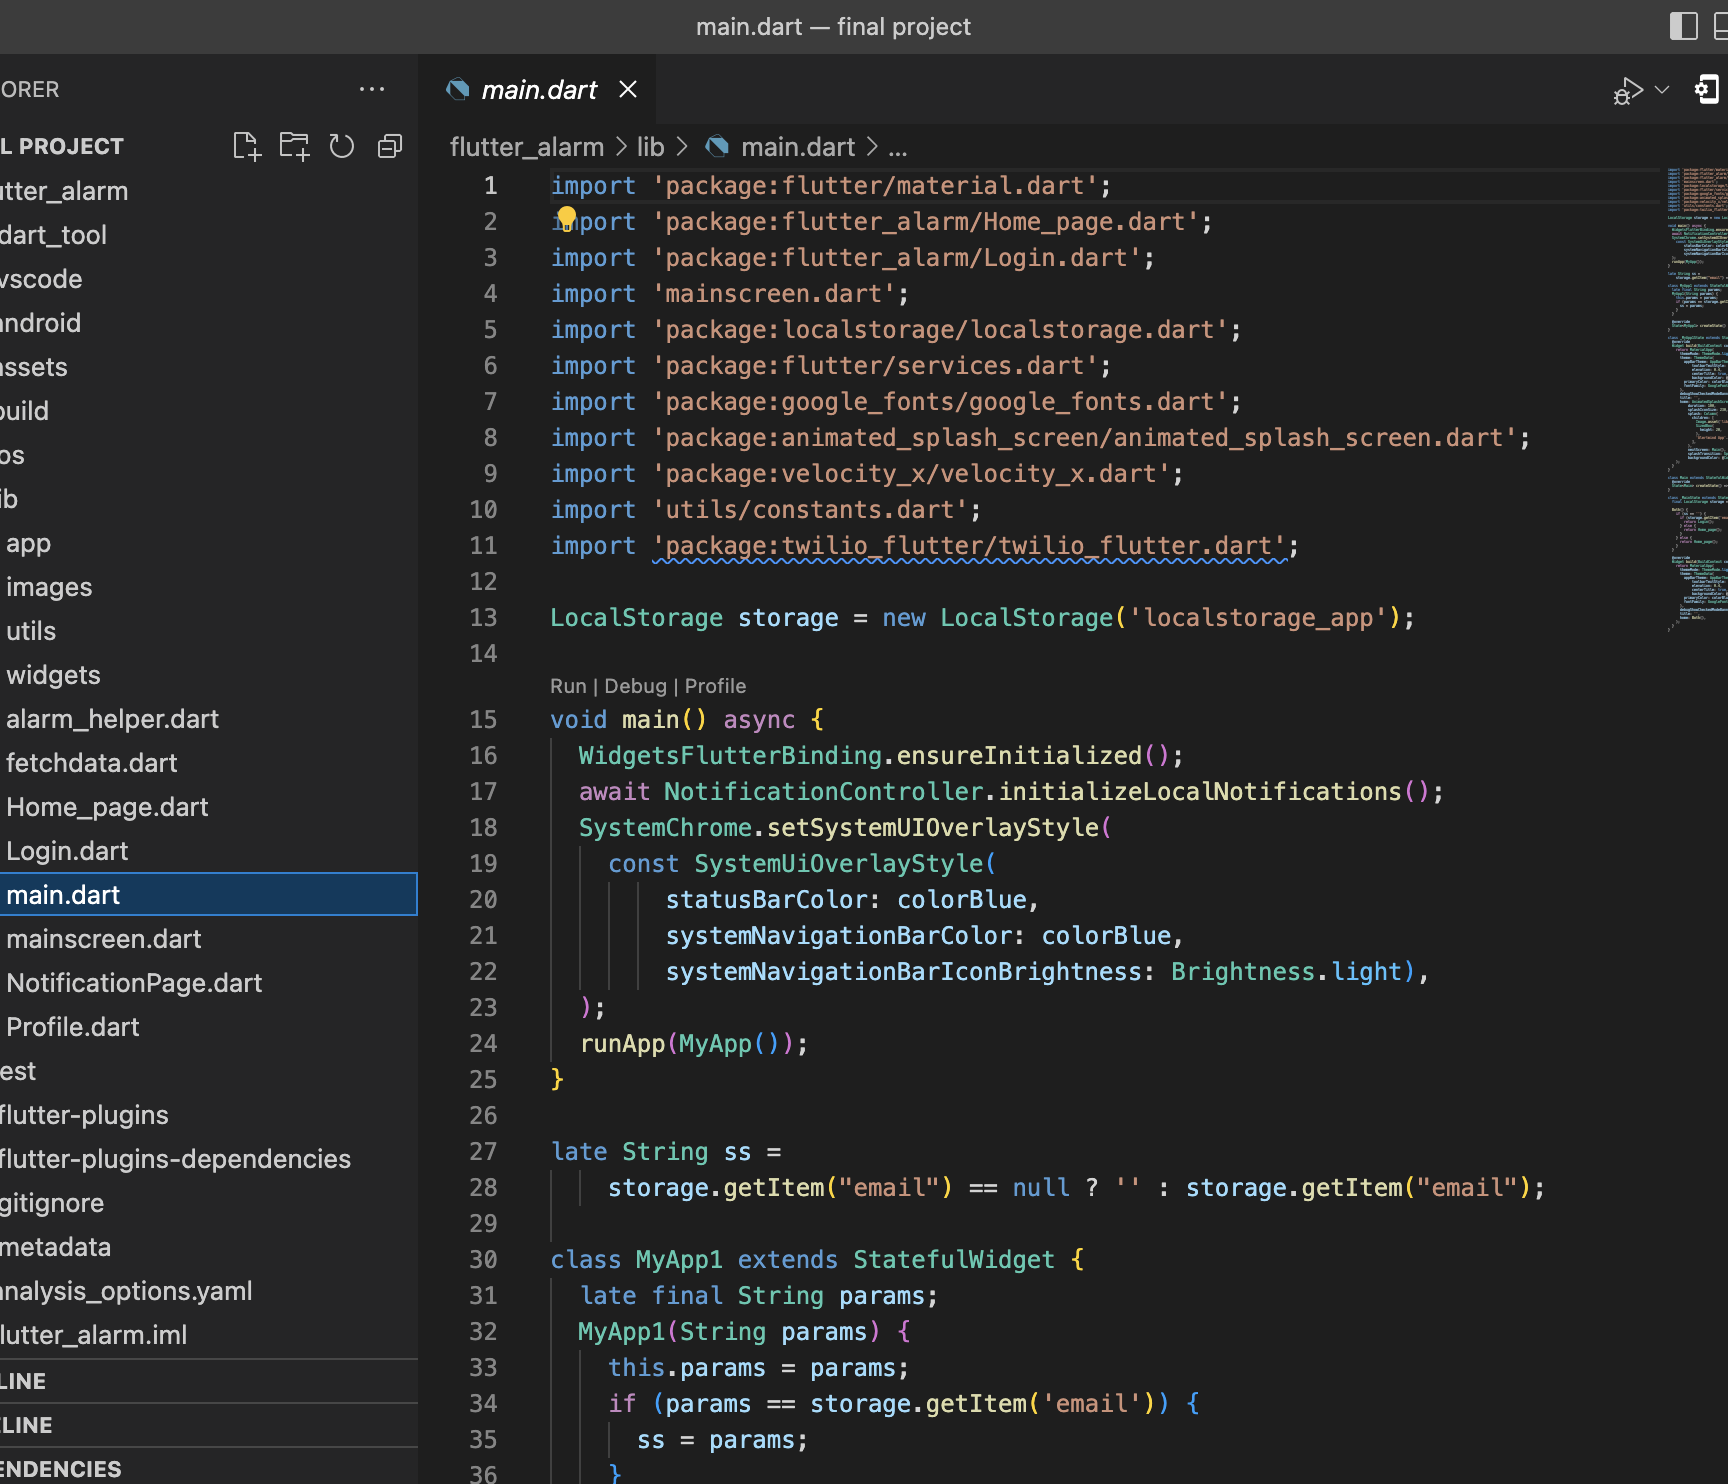 main.dart — final project
ORER
L PROJECT
utter_alarm
dart_tool
vscode
android
assets
build
os
ib
app
images
utils
widgets
alarm_helper.dart
fetchdata.dart
Home_page.dart
Login.dart
main.dart
mainscreen.dart
NotificationPage.dart
Profile.dart
est
flutter-plugins
flutter-plugins-dependencies
gitignore
metadata
analysis_options.yaml
lutter_alarm.iml
LINE
ELINE
ENDENCIES
main.dart
flutter_alarm > lib > main.dart > ...
1 import 'package:flutter/material.dart';
2 import 'package:flutter_alarm/Home_page.dart';
3 import 'package:flutter_alarm/Login.dart';
4 import 'mainscreen.dart';
5 import 'package:localstorage/localstorage.dart';
6 import 'package:flutter/services.dart';
7 import 'package:google_fonts/google_fonts.dart';
8 import 'package:animated_splash_screen/animated_splash_screen.dart';
9 import 'package:velocity_x/velocity_x.dart';
10 import 'utils/constants.dart';
11 import 'package:twilio_flutter/twilio_flutter.dart';
12
13 LocalStorage storage = new LocalStorage('localstorage_app');
14
Run | Debug | Profile
15 void main() async {
16 WidgetsFlutterBinding.ensureInitialized();
17 await NotificationController.initializeLocalNotifications();
18 SystemChrome.setSystemUIOverlayStyle(
19 const SystemUiOverlayStyle(
20 statusBarColor: colorBlue,
21 systemNavigationBarColor: colorBlue,
22 systemNavigationBarIconBrightness: Brightness.light),
23 );
24 runApp(MyApp());
25 }
26
27 late String ss =
28 storage.getItem("email") == null ? '' : storage.getItem("email");
29
30 class MyApp1 extends StatefulWidget {
31 late final String params;
32 MyApp1(String params) {
33 this.params = params;
34 if (params == storage.getItem('email')) {
35 ss = params;
36 }